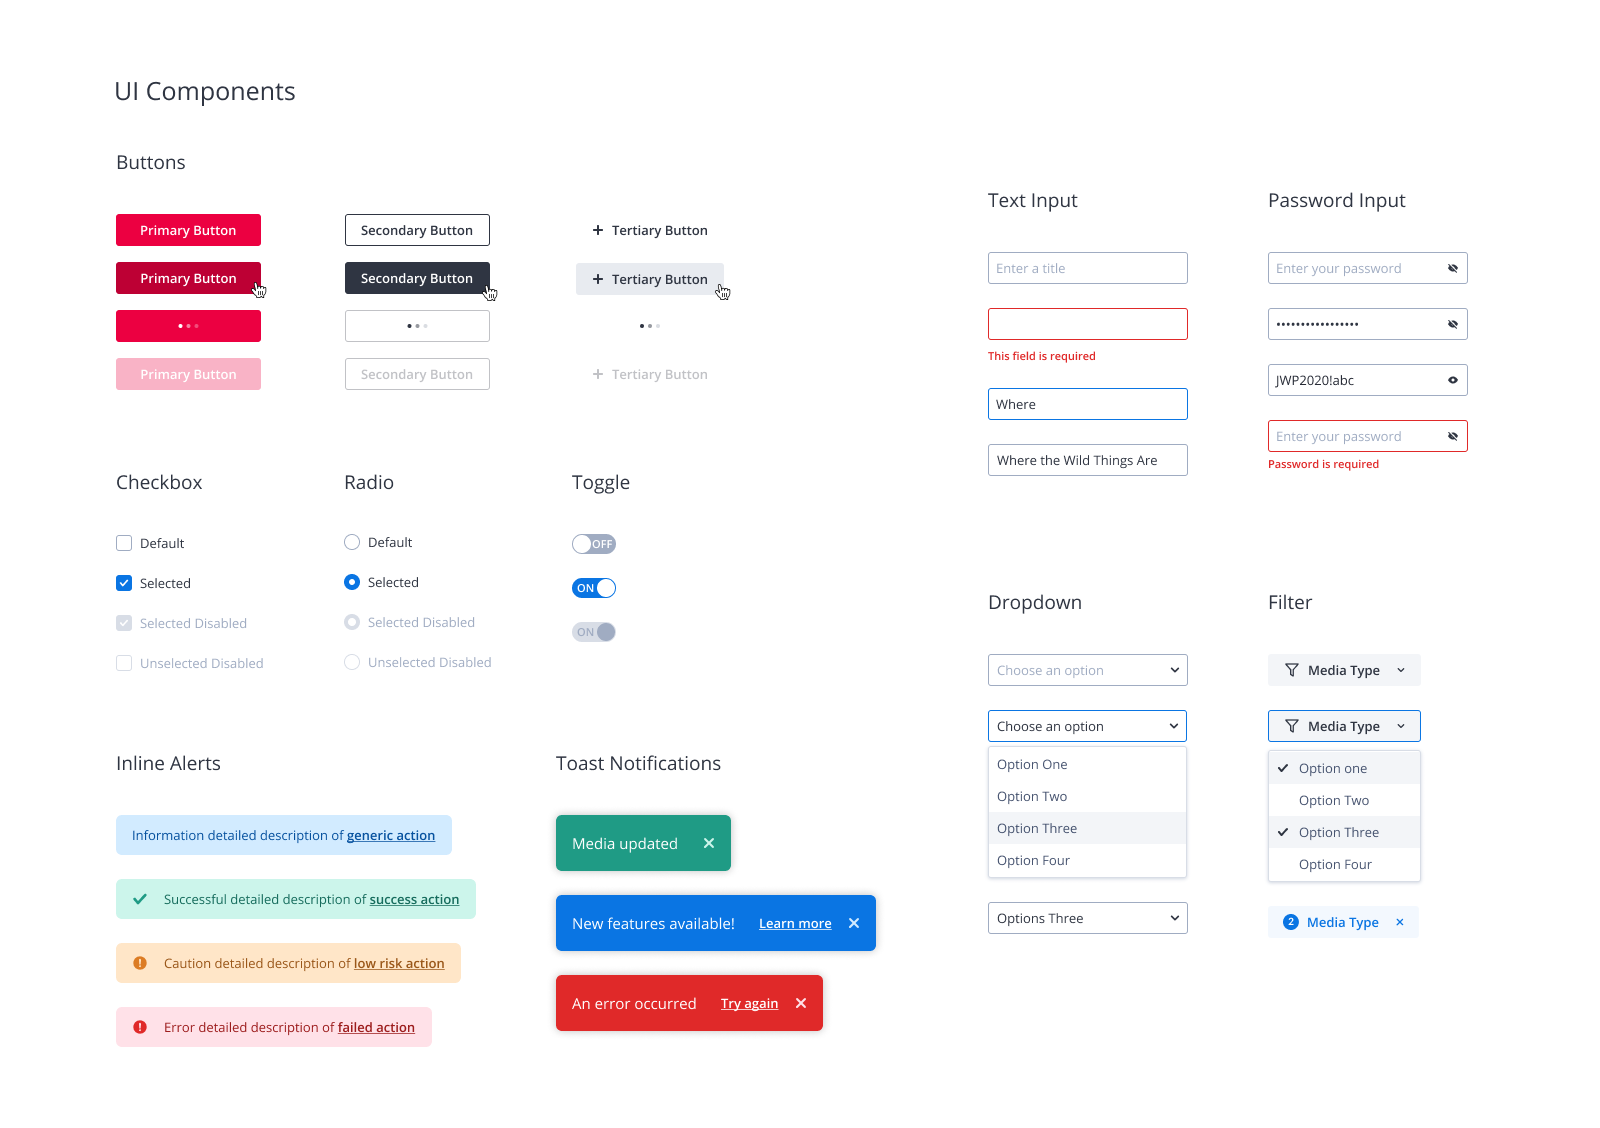 UI Components
Buttons
Primary Button
Secondary Button
Tertiary Button
Primary Button
Secondary Button
Tertiary Button
Primary Button
Secondary Button
Tertiary Button
Checkbox
Default
Selected
Selected Disabled
Unselected Disabled
Radio
Default
Selected
Selected Disabled
Unselected Disabled
Toggle
OFF
ON
ON
Inline Alerts
Information detailed description of generic action
Successful detailed description of success action
Caution detailed description of low risk action
Error detailed description of failed action
Toast Notifications
Media updated
New features available! Learn more
An error occurred Try again
Text Input
Enter a title
This field is required
Where
Where the Wild Things Are
Password Input
Enter your password
•••••••••••••••••
JWP2020!abc
Enter your password
Password is required
Dropdown
Choose an option
Choose an option
Option One
Option Two
Option Three
Option Four
Options Three
Filter
Media Type
Media Type
Option one
Option Two
Option Three
Option Four
2 Media Type